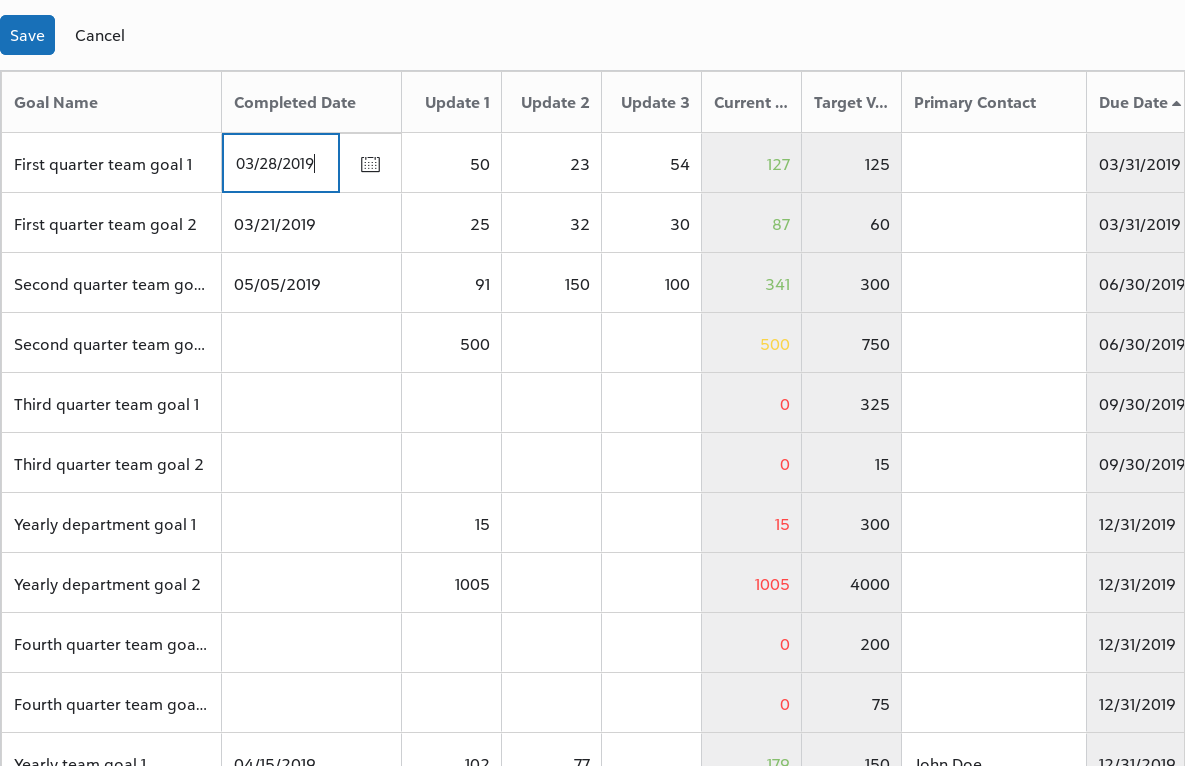 Save Cancel
Goal Name Completed Date Update 1 Update 2 Update 3 Current ... Target V... Primary Contact Due Date
First quarter team goal 1 03/28/2019 50 23 54 127 125 03/31/2019
First quarter team goal 2 03/21/2019 25 32 30 87 60 03/31/2019
Second quarter team go... 05/05/2019 91 150 100 341 300 06/30/2019
Second quarter team go... 500 500 750 06/30/2019
Third quarter team goal 1 0 325 09/30/2019
Third quarter team goal 2 0 15 09/30/2019
Yearly department goal 1 15 15 300 12/31/2019
Yearly department goal 2 1005 1005 4000 12/31/2019
Fourth quarter team goa... 0 200 12/31/2019
Fourth quarter team goa... 0 75 12/31/2019
Yearly team goal 1 04/15/2019 102 77 179 150 John Doe 12/31/2019